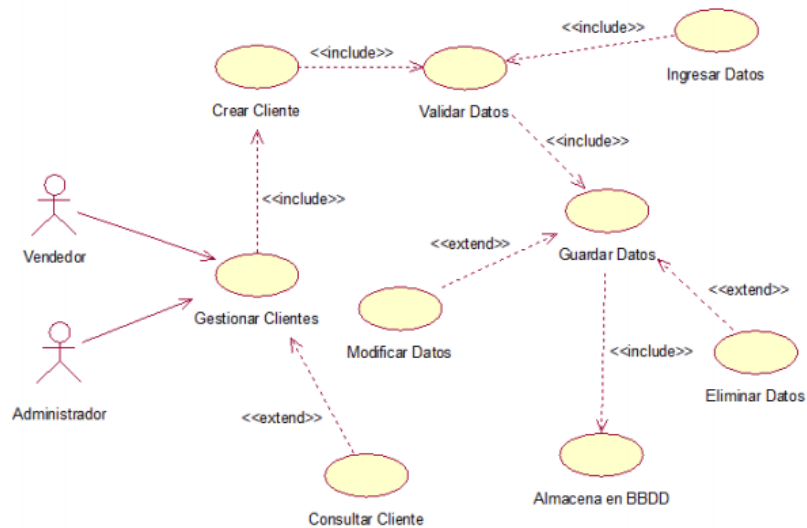 <<include>>
<<include>>
Crear Cliente
Validar Datos
Ingresar Datos
<<include>>
<<include>>
Vendedor
<<extend>>
Guardar Datos
<<extend>>
Gestionar Clientes
Modificar Datos
<<include>>
Eliminar Datos
Administrador
<<extend>>
Almacena en BBDD
Consultar Cliente